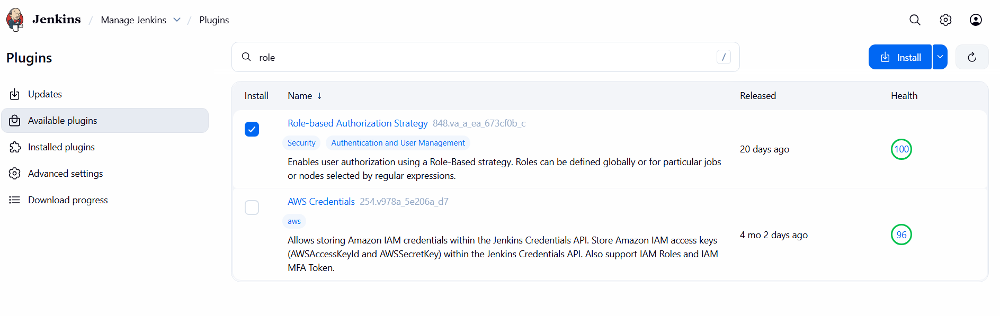 Jenkins / Manage Jenkins / Plugins
Plugins
role /
Install
Updates
Available plugins
Installed plugins
Advanced settings
Download progress
Install Name ↓ Released Health
Role-based Authorization Strategy 848.va_a_ea_673cf0b_c
Security Authentication and User Management
Enables user authorization using a Role-Based strategy. Roles can be defined globally or for particular jobs
or nodes selected by regular expressions.
20 days ago
100
AWS Credentials 254.v978a_5e206a_d7
aws
Allows storing Amazon IAM credentials within the Jenkins Credentials API. Store Amazon IAM access keys
(AWSAccessKeyId and AWSSecretKey) within the Jenkins Credentials API. Also support IAM Roles and IAM
MFA Token.
4 mo 2 days ago
96